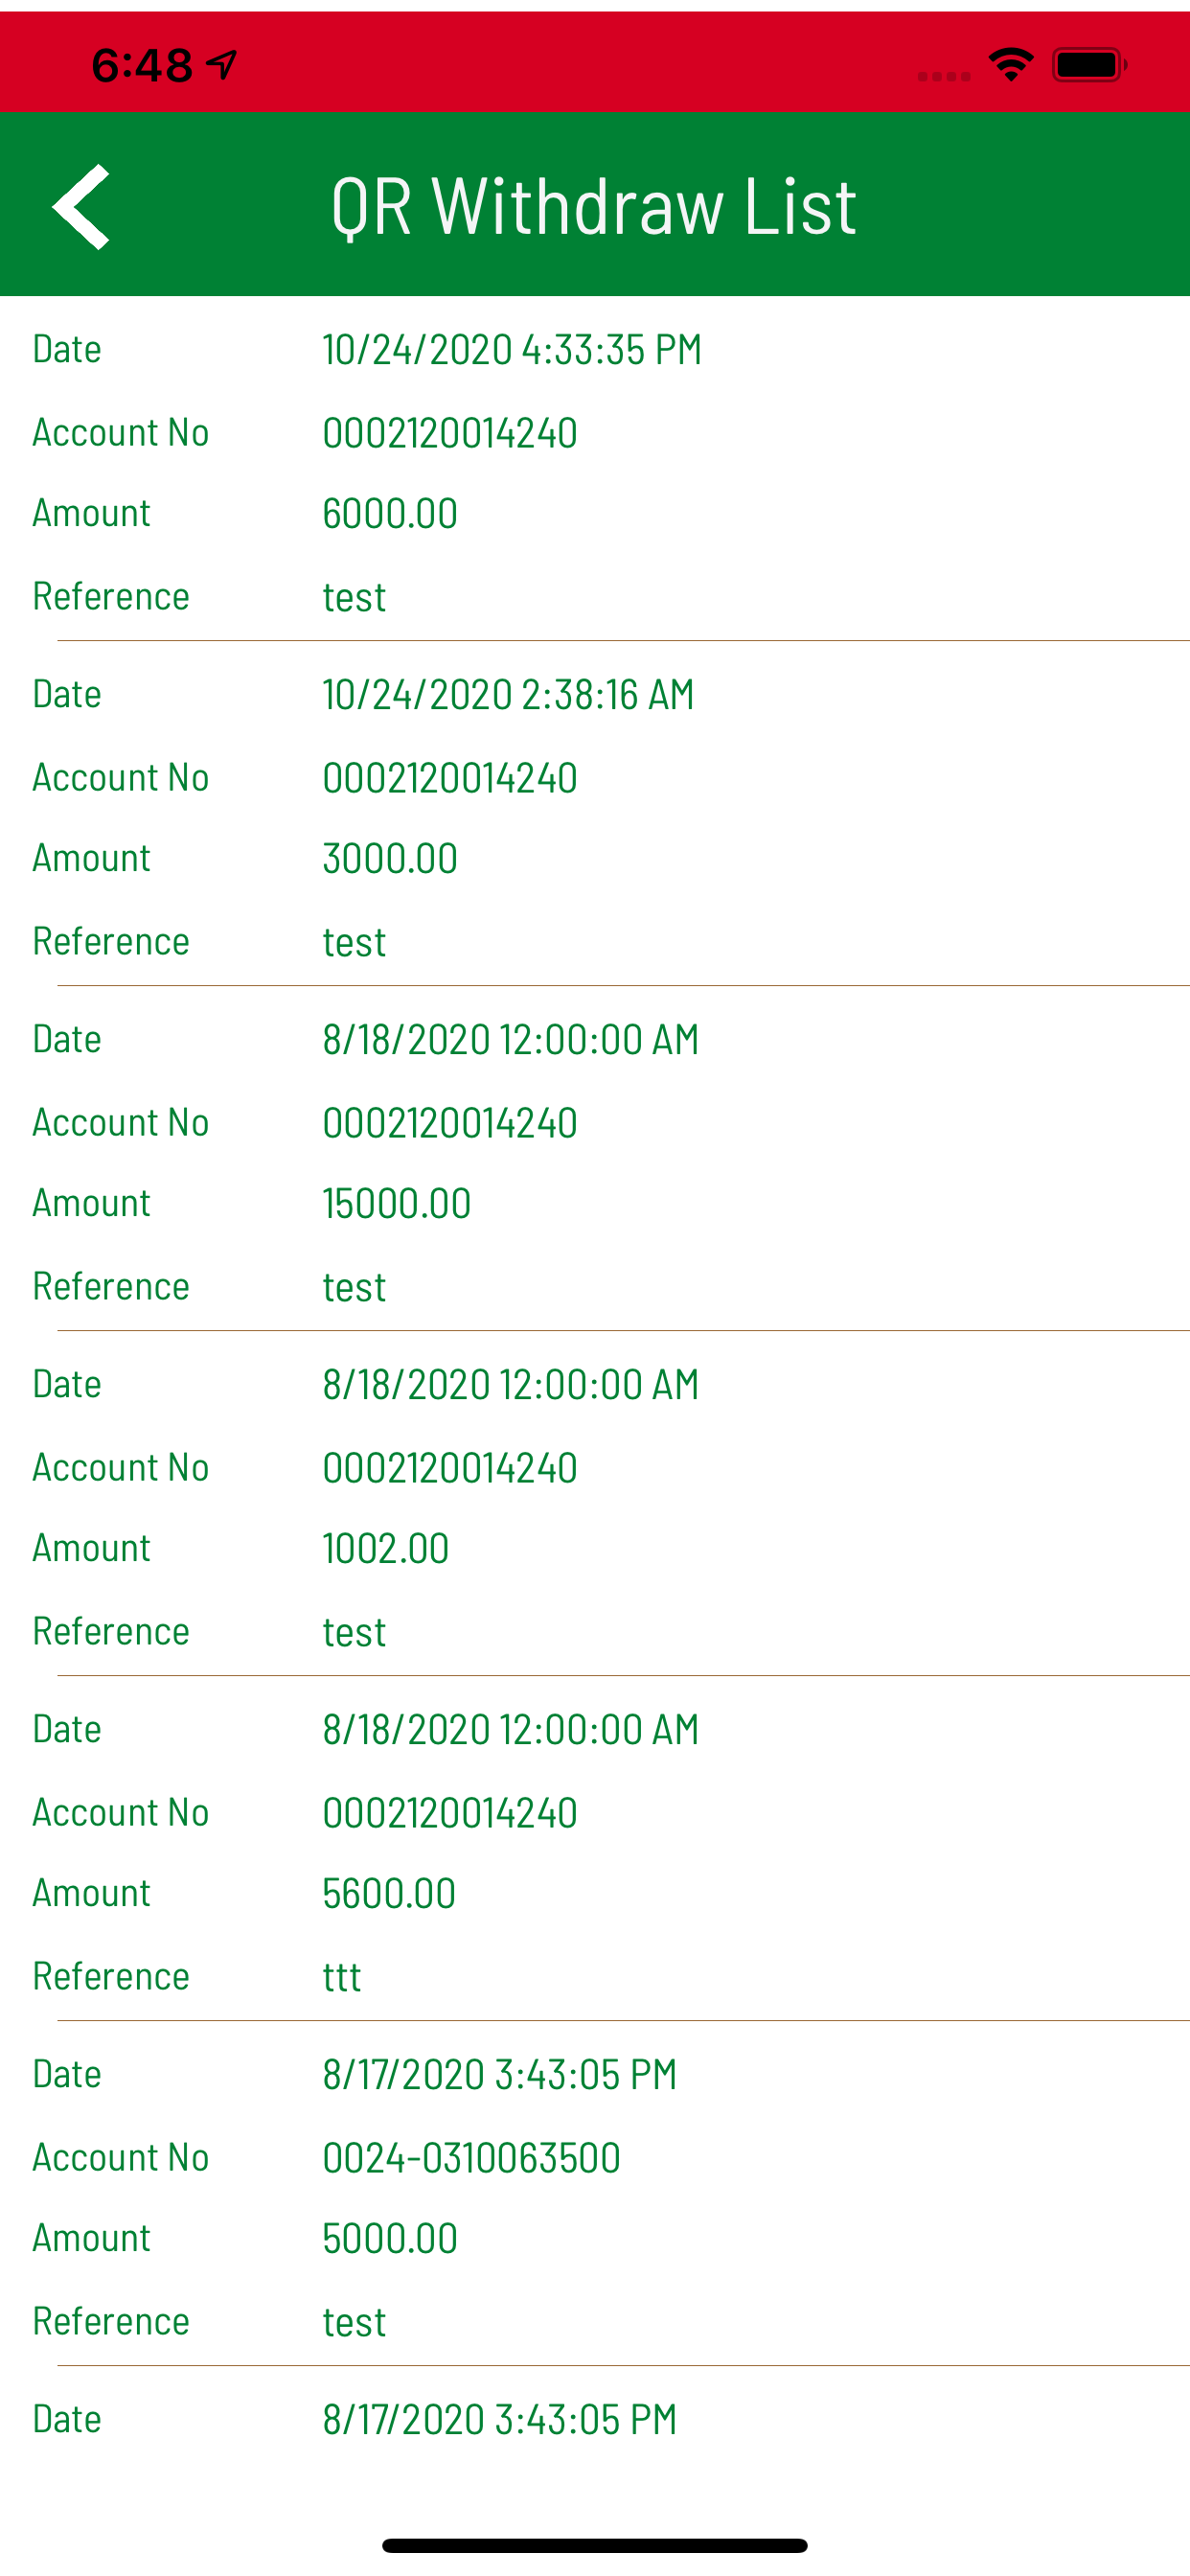 6:48
QR Withdraw List
Date 10/24/2020 4:33:35 PM
Account No 0002120014240
Amount 6000.00
Reference test
Date 10/24/2020 2:38:16 AM
Account No 0002120014240
Amount 3000.00
Reference test
Date 8/18/2020 12:00:00 AM
Account No 0002120014240
Amount 15000.00
Reference test
Date 8/18/2020 12:00:00 AM
Account No 0002120014240
Amount 1002.00
Reference test
Date 8/18/2020 12:00:00 AM
Account No 0002120014240
Amount 5600.00
Reference ttt
Date 8/17/2020 3:43:05 PM
Account No 0024-0310063500
Amount 5000.00
Reference test
Date 8/17/2020 3:43:05 PM